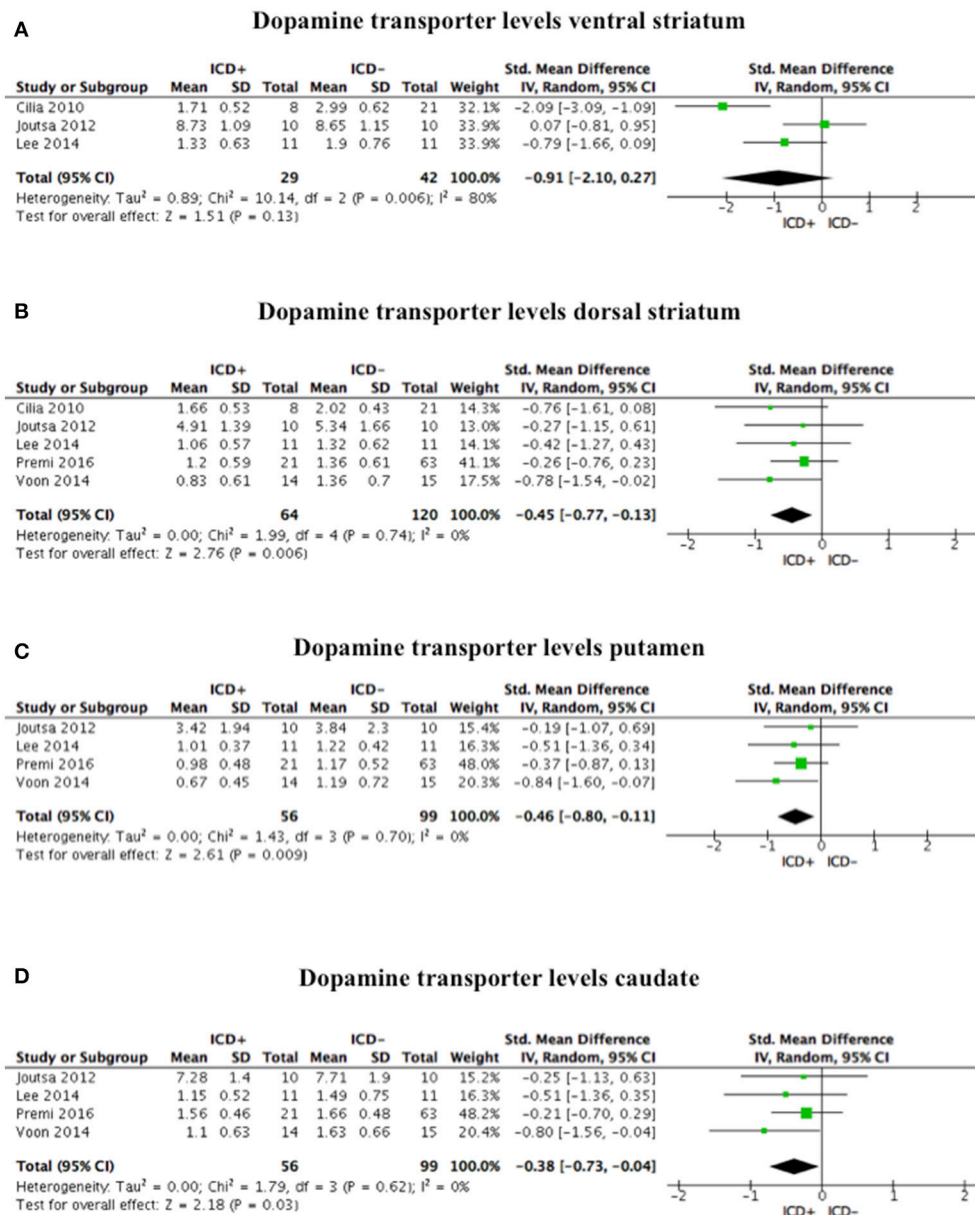 A
Dopamine transporter levels ventral striatum
ICD+ ICD− Std. Mean Difference Std. Mean Difference
Study or Subgroup Mean SD Total Mean SD Total Weight IV, Random, 95% CI IV, Random, 95% CI
Cilia 2010 1.71 0.52 8 2.99 0.62 21 32.1% −2.09 [−3.09, −1.09]
Joutsa 2012 8.73 1.09 10 8.65 1.15 10 33.9% 0.07 [−0.81, 0.95]
Lee 2014 1.33 0.63 11 1.9 0.76 11 33.9% −0.79 [−1.66, 0.09]
Total (95% CI) 29 42 100.0% −0.91 [−2.10, 0.27]
Heterogeneity: Tau² = 0.89; Chi² = 10.14, df = 2 (P = 0.006); I² = 80%
Test for overall effect: Z = 1.51 (P = 0.13)
−2 −1 0 1 2
ICD+ ICD−
B
Dopamine transporter levels dorsal striatum
ICD+ ICD− Std. Mean Difference Std. Mean Difference
Study or Subgroup Mean SD Total Mean SD Total Weight IV, Random, 95% CI IV, Random, 95% CI
Cilia 2010 1.66 0.53 8 2.02 0.43 21 14.3% −0.76 [−1.61, 0.08]
Joutsa 2012 4.91 1.39 10 5.34 1.66 10 13.0% −0.27 [−1.15, 0.61]
Lee 2014 1.06 0.57 11 1.32 0.62 11 14.1% −0.42 [−1.27, 0.43]
Premi 2016 1.2 0.59 21 1.36 0.61 63 41.1% −0.26 [−0.76, 0.23]
Voon 2014 0.83 0.61 14 1.36 0.7 15 17.5% −0.78 [−1.54, −0.02]
Total (95% CI) 64 120 100.0% −0.45 [−0.77, −0.13]
Heterogeneity: Tau² = 0.00; Chi² = 1.99, df = 4 (P = 0.74); I² = 0%
Test for overall effect: Z = 2.76 (P = 0.006)
−2 −1 0 1 2
ICD+ ICD−
C
Dopamine transporter levels putamen
ICD+ ICD− Std. Mean Difference Std. Mean Difference
Study or Subgroup Mean SD Total Mean SD Total Weight IV, Random, 95% CI IV, Random, 95% CI
Joutsa 2012 3.42 1.94 10 3.84 2.3 10 15.4% −0.19 [−1.07, 0.69]
Lee 2014 1.01 0.37 11 1.22 0.42 11 16.3% −0.51 [−1.36, 0.34]
Premi 2016 0.98 0.48 21 1.17 0.52 63 48.0% −0.37 [−0.87, 0.13]
Voon 2014 0.67 0.45 14 1.19 0.72 15 20.3% −0.84 [−1.60, −0.07]
Total (95% CI) 56 99 100.0% −0.46 [−0.80, −0.11]
Heterogeneity: Tau² = 0.00; Chi² = 1.43, df = 3 (P = 0.70); I² = 0%
Test for overall effect: Z = 2.61 (P = 0.009)
−2 −1 0 1 2
ICD+ ICD−
D
Dopamine transporter levels caudate
ICD+ ICD− Std. Mean Difference Std. Mean Difference
Study or Subgroup Mean SD Total Mean SD Total Weight IV, Random, 95% CI IV, Random, 95% CI
Joutsa 2012 7.28 1.4 10 7.71 1.9 10 15.2% −0.25 [−1.13, 0.63]
Lee 2014 1.15 0.52 11 1.49 0.75 11 16.3% −0.51 [−1.36, 0.35]
Premi 2016 1.56 0.46 21 1.66 0.48 63 48.2% −0.21 [−0.70, 0.29]
Voon 2014 1.1 0.63 14 1.63 0.66 15 20.4% −0.80 [−1.56, −0.04]
Total (95% CI) 56 99 100.0% −0.38 [−0.73, −0.04]
Heterogeneity: Tau² = 0.00; Chi² = 1.79, df = 3 (P = 0.62); I² = 0%
Test for overall effect: Z = 2.18 (P = 0.03)
−2 −1 0 1 2
ICD+ ICD−